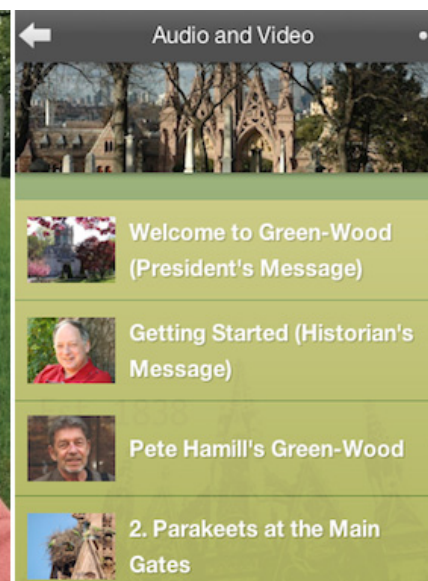 Audio and Video
Welcome to Green-Wood
(President's Message)
Getting Started (Historian's
Message)
1838
Pete Hamill's Green-Wood
2. Parakeets at the Main
Gates